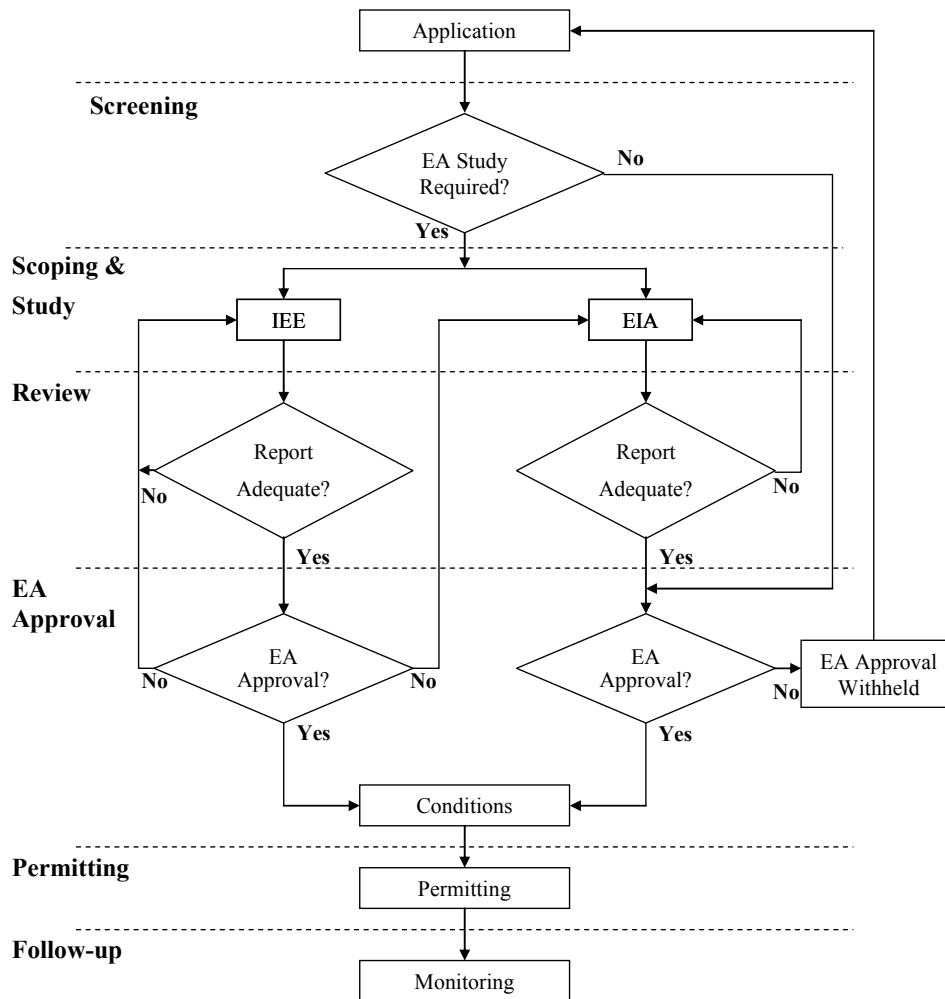 Application
Screening
EA Study
Required?
No
Yes
Scoping &
Study
IEE
EIA
Review
Report
Adequate?
No
Yes
Report
Adequate?
No
Yes
EA
Approval
EA
Approval?
No
No
Yes
EA
Approval?
No
Yes
EA Approval
Withheld
Conditions
Permitting
Permitting
Follow-up
Monitoring